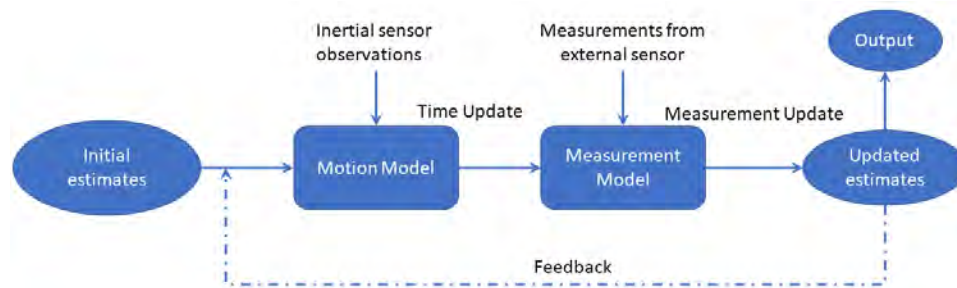 Inertial sensor
observations
Measurements from
external sensor
Output
Time Update
Measurement Update
Initial
estimates
Motion Model
Measurement
Model
Updated
estimates
Feedback